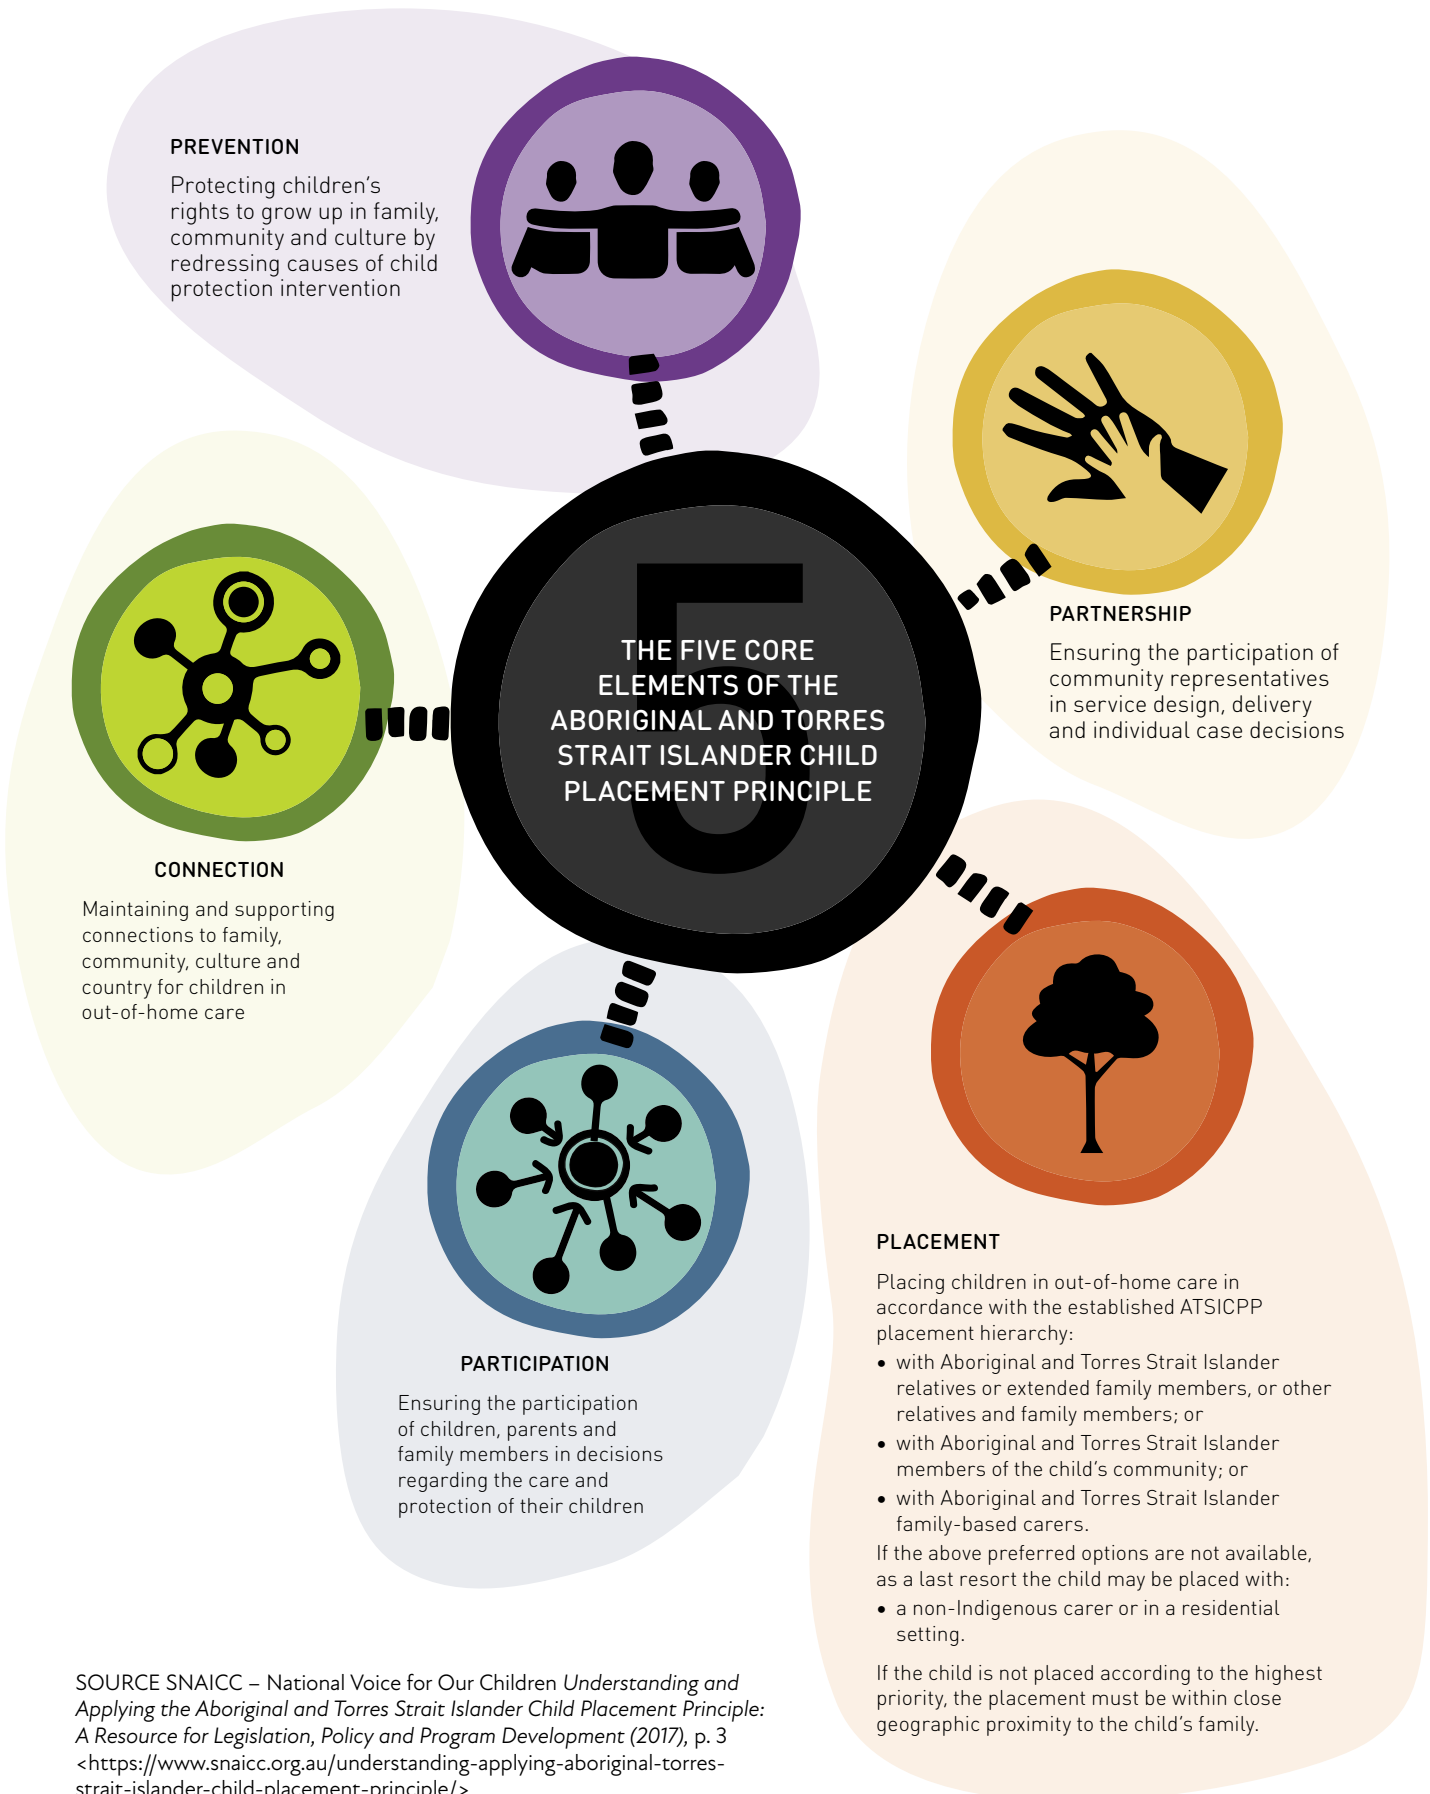 PREVENTION
Protecting children's
rights to grow up in family,
community and culture by
redressing causes of child
protection intervention
PARTNERSHIP
Ensuring the participation of
community representatives
in service design, delivery
and individual case decisions
5
THE FIVE CORE
ELEMENTS OF THE
ABORIGINAL AND TORRES
STRAIT ISLANDER CHILD
PLACEMENT PRINCIPLE
CONNECTION
Maintaining and supporting
connections to family,
community, culture and
country for children in
out-of-home care
PARTICIPATION
Ensuring the participation
of children, parents and
family members in decisions
regarding the care and
protection of their children
PLACEMENT
Placing children in out-of-home care in
accordance with the established ATSICPP
placement hierarchy:
• with Aboriginal and Torres Strait Islander
relatives or extended family members, or other
relatives and family members; or
• with Aboriginal and Torres Strait Islander
members of the child's community; or
• with Aboriginal and Torres Strait Islander
family-based carers.
If the above preferred options are not available,
as a last resort the child may be placed with:
• a non-Indigenous carer or in a residential
setting.
If the child is not placed according to the highest
priority, the placement must be within close
geographic proximity to the child's family.
SOURCE SNAICC – National Voice for Our Children Understanding and
Applying the Aboriginal and Torres Strait Islander Child Placement Principle:
A Resource for Legislation, Policy and Program Development (2017), p. 3
<https://www.snaicc.org.au/understanding-applying-aboriginal-torres-
strait-islander-child-placement-principle/>